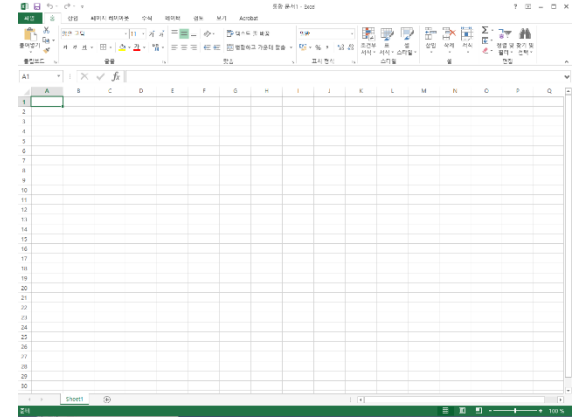 통합 문서1 - Excel
파일 홈 삽입 페이지 레이아웃 수식 데이터 검토 보기 Acrobat
붙여넣기
맑은 고딕 11
가 가 가
텍스트 줄 바꿈
병합하고 가운데 맞춤
일반
조건부 서식 표 서식 셀 스타일
삽입 삭제 서식
정렬 및 필터 찾기 및 선택
클립보드 글꼴 맞춤 표시 형식 스타일 셀 편집
A1 fx
A B C D E F G H I J K L M N O P Q
1
2
3
4
5
6
7
8
9
10
11
12
13
14
15
16
17
18
19
20
21
22
23
24
25
26
27
28
29
30
Sheet1
준비 100 %